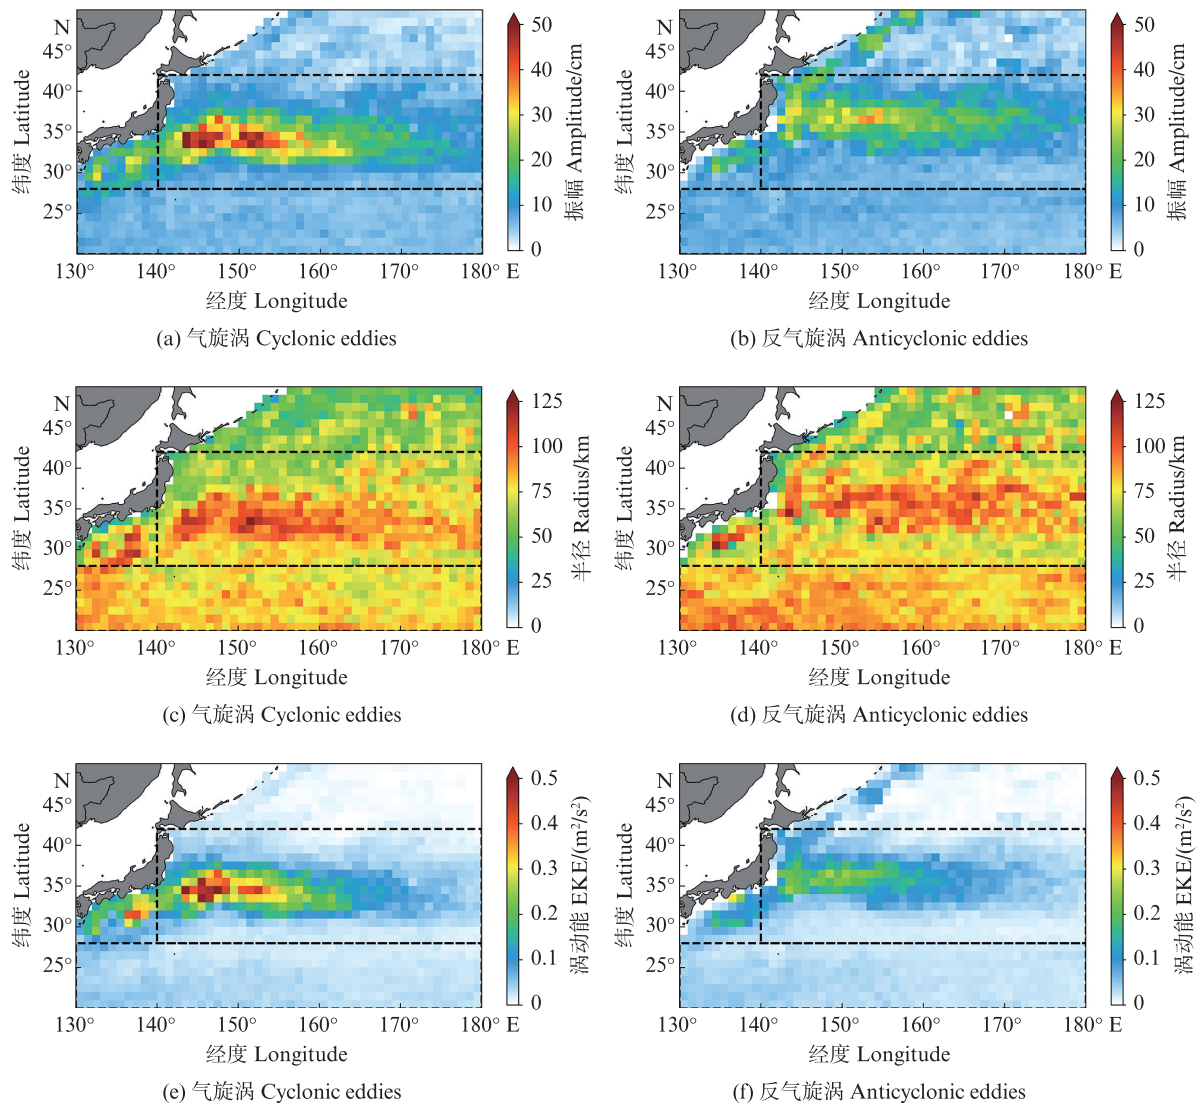 N
45°
40°
35°
30°
25°
纬度 Latitude
130° 140° 150° 160° 170° 180° E
经度 Longitude
50
40
30
20
10
0
振幅 Amplitude/cm
(a) 气旋涡 Cyclonic eddies
N
45°
40°
35°
30°
25°
纬度 Latitude
130° 140° 150° 160° 170° 180° E
经度 Longitude
50
40
30
20
10
0
振幅 Amplitude/cm
(b) 反气旋涡 Anticyclonic eddies
N
45°
40°
35°
30°
25°
纬度 Latitude
130° 140° 150° 160° 170° 180° E
经度 Longitude
125
100
75
50
25
0
半径 Radius/km
(c) 气旋涡 Cyclonic eddies
N
45°
40°
35°
30°
25°
纬度 Latitude
130° 140° 150° 160° 170° 180° E
经度 Longitude
125
100
75
50
25
0
半径 Radius/km
(d) 反气旋涡 Anticyclonic eddies
N
45°
40°
35°
30°
25°
纬度 Latitude
130° 140° 150° 160° 170° 180° E
经度 Longitude
0.5
0.4
0.3
0.2
0.1
0
涡动能 EKE/(m²/s²)
(e) 气旋涡 Cyclonic eddies
N
45°
40°
35°
30°
25°
纬度 Latitude
130° 140° 150° 160° 170° 180° E
经度 Longitude
0.5
0.4
0.3
0.2
0.1
0
涡动能 EKE/(m²/s²)
(f) 反气旋涡 Anticyclonic eddies